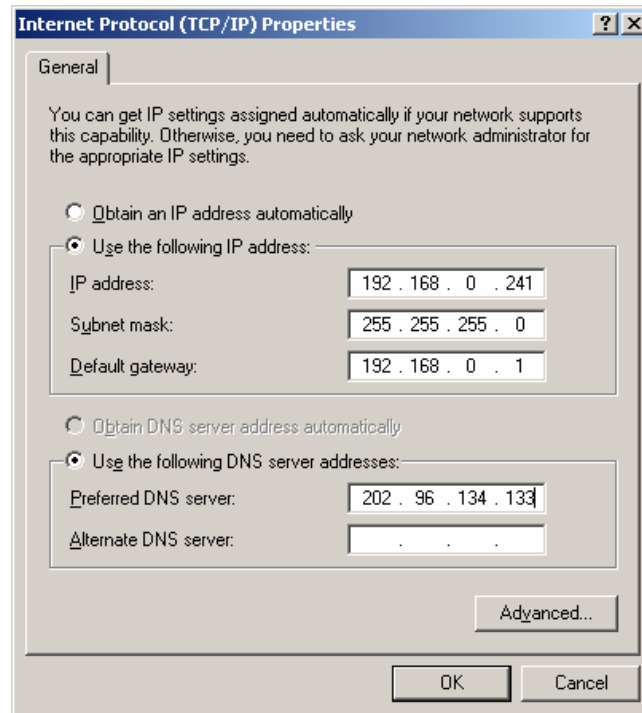 Internet Protocol (TCP/IP) Properties
General
You can get IP settings assigned automatically if your network supports
this capability. Otherwise, you need to ask your network administrator for
the appropriate IP settings.
Obtain an IP address automatically
Use the following IP address:
IP address: 192 . 168 . 0 . 241
Subnet mask: 255 . 255 . 255 . 0
Default gateway: 192 . 168 . 0 . 1
Obtain DNS server address automatically
Use the following DNS server addresses:
Preferred DNS server: 202 . 96 . 134 . 133
Alternate DNS server: . . .
Advanced...
OK Cancel